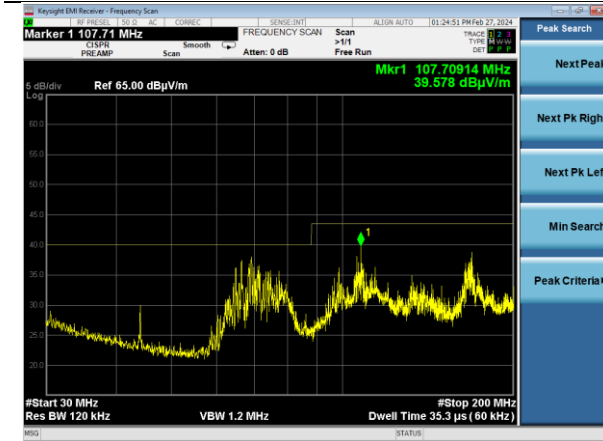 Keysight EMI Receiver - Frequency Scan
RF PRESEL 50 Ω AC CORREC SENSE:INT ALIGN AUTO 01:24:51 PM Feb 27, 2024
Marker 1 107.71 MHz
FREQUENCY SCAN Scan TRACE 1 2 3
CISPR Smooth >1/1 TYPE M W W
PREAMP Scan Atten: 0 dB Free Run DET P P P
Peak Search
Mkr1 107.70914 MHz
39.578 dBµV/m
5 dB/div Ref 65.00 dBµV/m
Log
60.0
55.0
50.0
45.0
40.0
35.0
30.0
25.0
20.0
1
#Start 30 MHz #Stop 200 MHz
Res BW 120 kHz VBW 1.2 MHz Dwell Time 35.3 µs (60 kHz)
MSG STATUS
Next Peak
Next Pk Righ
Next Pk Lef
Min Search
Peak Criteria